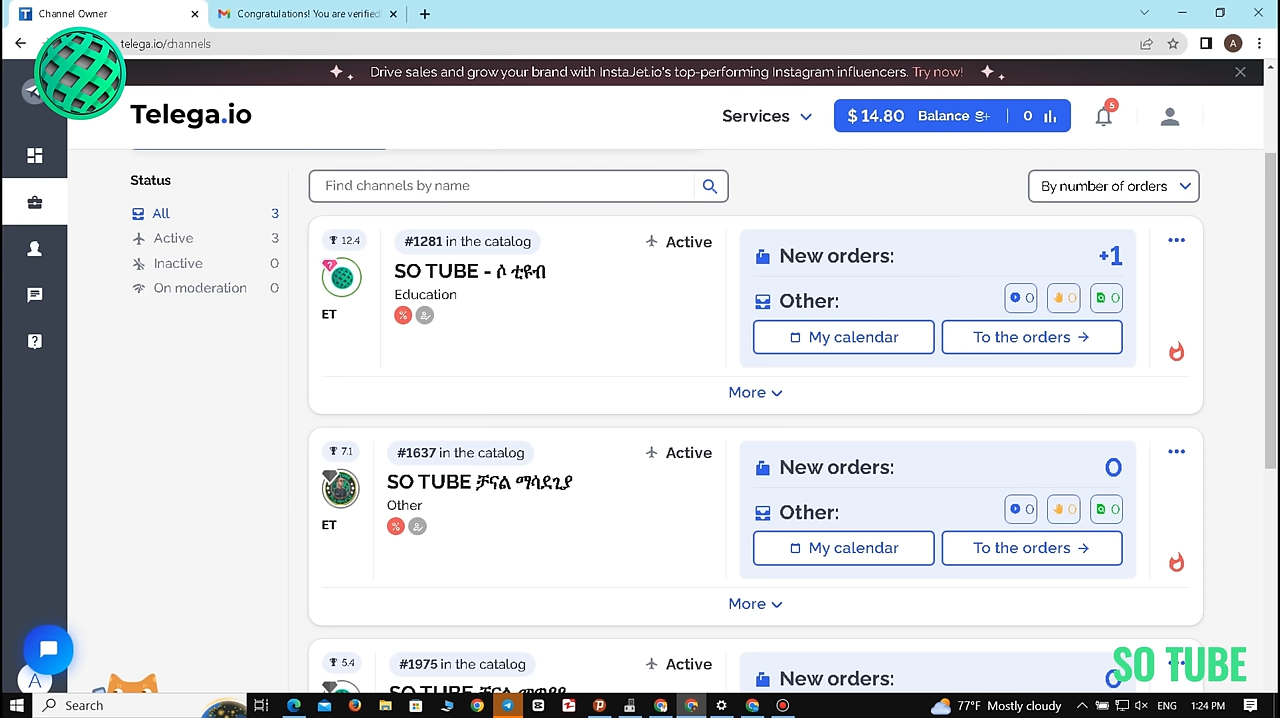 Channel Owner
Congratulations! You are verified
telega.io/channels
A
Drive sales and grow your brand with InstaJet.io's top-performing Instagram influencers. Try now!
Telega.io
Services
$ 14.80 Balance 0
5
Status
All 3
Active 3
Inactive 0
On moderation 0
Find channels by name
By number of orders
12.4
#1281 in the catalog
Active
SO TUBE - ሶ ቲዩብ
Education
ET
New orders: +1
Other: 0 0 0
My calendar
To the orders →
More
7.1
#1637 in the catalog
Active
SO TUBE ቻናል ማሳደጊያ
Other
ET
New orders: 0
Other: 0 0 0
My calendar
To the orders →
More
5.4
#1975 in the catalog
Active
New orders: 0
SO TUBE
A
Search
77°F Mostly cloudy
ENG
1:24 PM